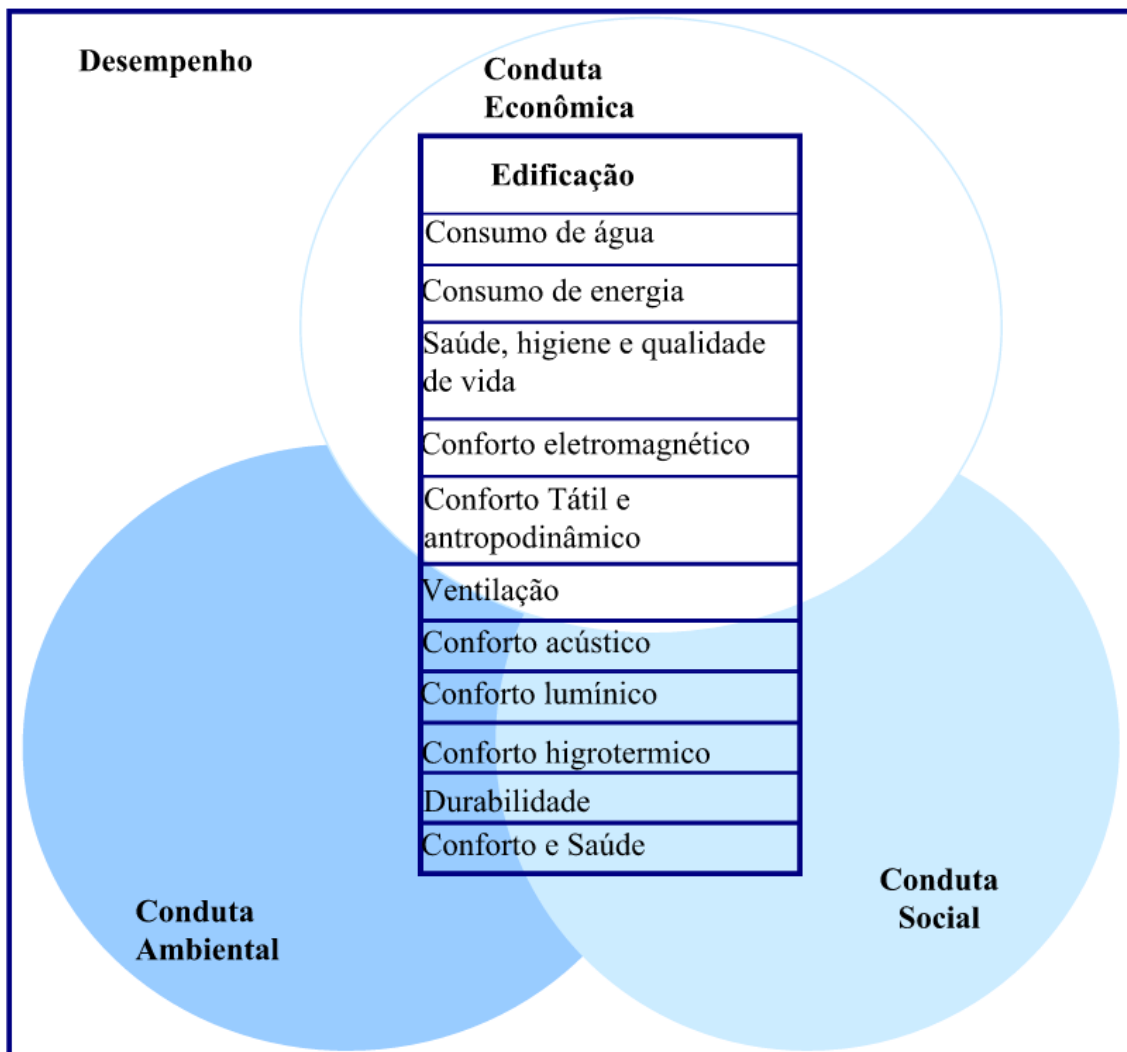 Desempenho
Conduta
Econômica
Edificação
Consumo de água
Consumo de energia
Saúde, higiene e qualidade
de vida
Conforto eletromagnético
Conforto Tátil e
antropodinâmico
Ventilação
Conforto acústico
Conforto lumínico
Conforto higrotermico
Durabilidade
Conforto e Saúde
Conduta
Ambiental
Conduta
Social